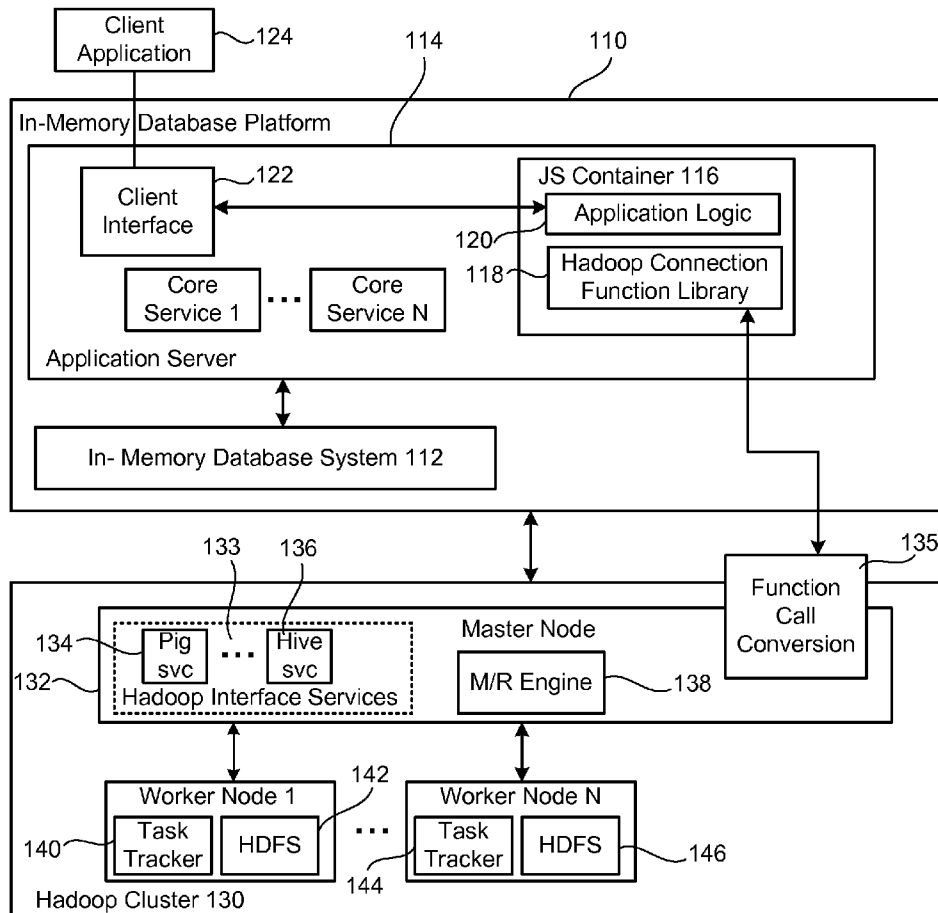 Client
Application
124
114
110
In-Memory Database Platform
Client
Interface
122
JS Container 116
Application Logic
120
118
Hadoop Connection
Function Library
Core
Service 1
...
Core
Service N
Application Server
In- Memory Database System 112
133
136
135
Function
Call
Conversion
134
Pig
svc
...
Hive
svc
Master Node
132
Hadoop Interface Services
M/R Engine
138
Worker Node 1
142
Worker Node N
140
Task
Tracker
HDFS
...
144
Task
Tracker
HDFS
146
Hadoop Cluster 130